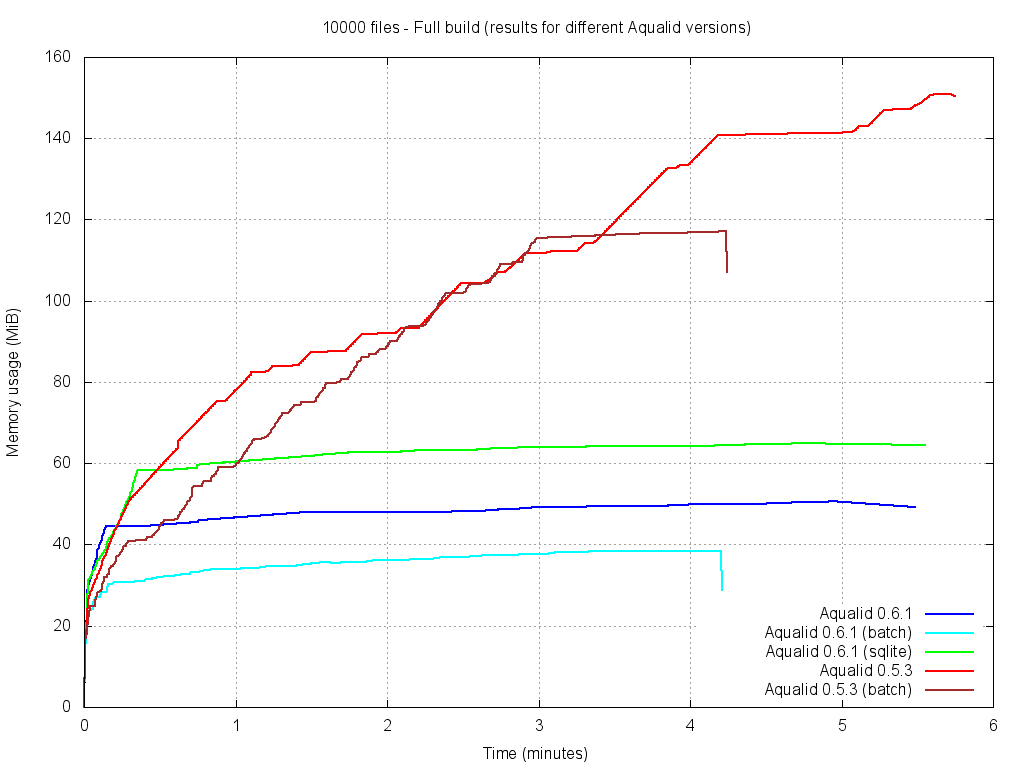 10000 files - Full build (results for different Aqualid versions)
160
140
120
100
80
60
40
20
0
Memory usage (MiB)
Aqualid 0.6.1
Aqualid 0.6.1 (batch)
Aqualid 0.6.1 (sqlite)
Aqualid 0.5.3
Aqualid 0.5.3 (batch)
0 1 2 3 4 5 6
Time (minutes)